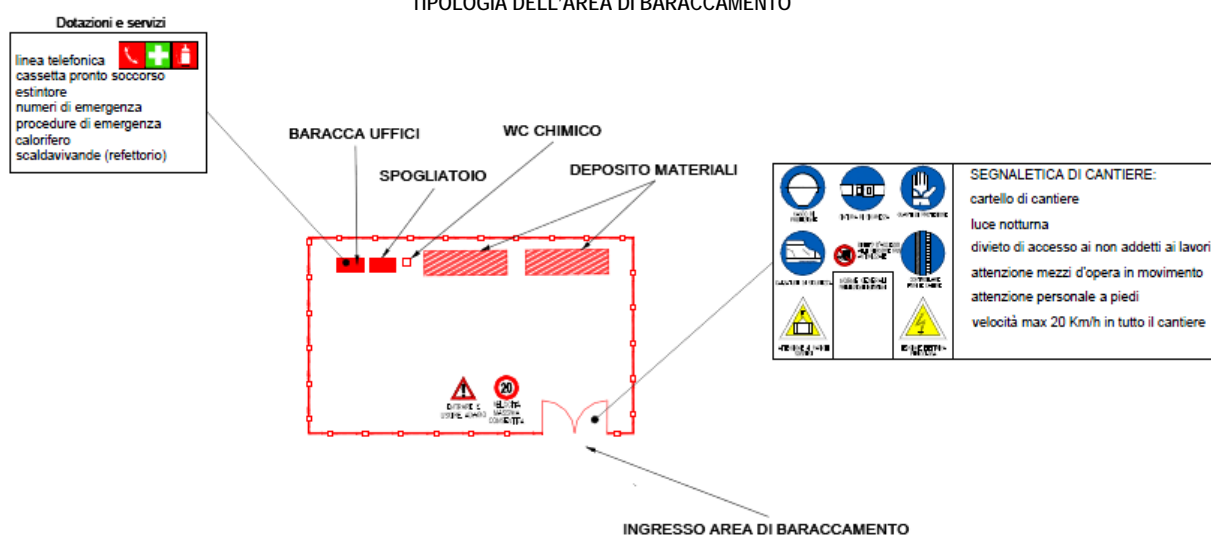 TIPOLOGIA DELL'AREA DI BARACCAMENTO
Dotazioni e servizi
linea telefonica
cassetta pronto soccorso
estintore
numeri di emergenza
procedure di emergenza
calorifero
scaldavivande (refettorio)
BARACCA UFFICI
WC CHIMICO
SPOGLIATOIO
DEPOSITO MATERIALI
SEGNALETICA DI CANTIERE:
cartello di cantiere
luce notturna
divieto di accesso ai non addetti ai lavori
attenzione mezzi d'opera in movimento
attenzione personale a piedi
velocità max 20 Km/h in tutto il cantiere
20
VELOCITA'
MASSIMA
CONSENTITA
INGRESSO AREA DI BARACCAMENTO